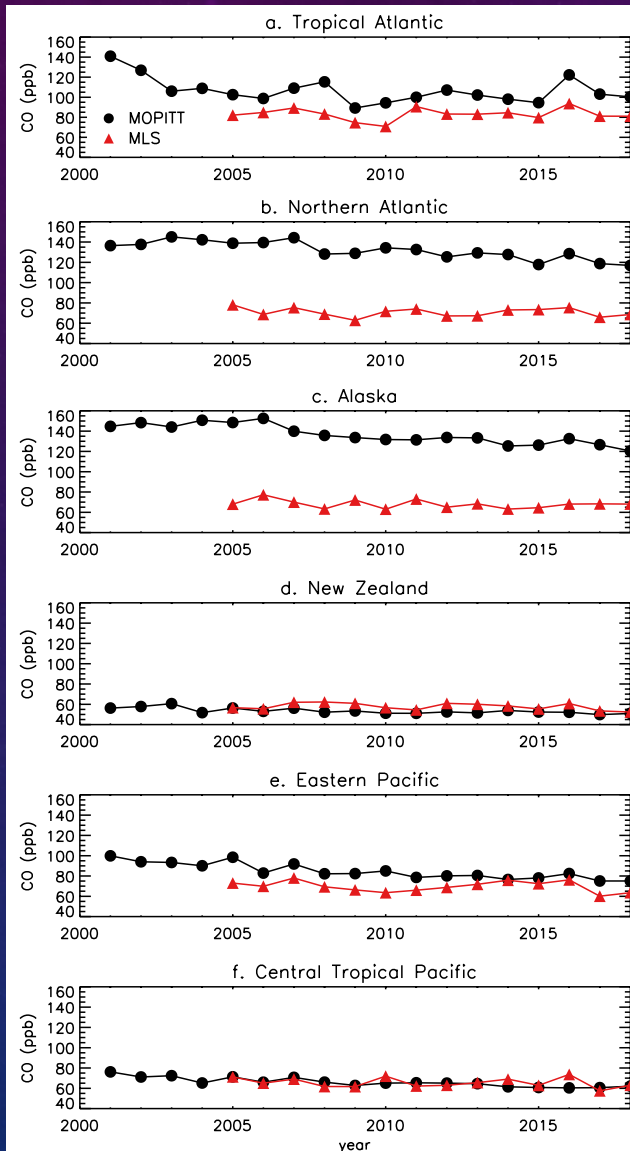 a. Tropical Atlantic
160
140
120
100
80
60
40
CO (ppb)
MOPITT
MLS
2000 2005 2010 2015
b. Northern Atlantic
160
140
120
100
80
60
40
CO (ppb)
2000 2005 2010 2015
c. Alaska
160
140
120
100
80
60
40
CO (ppb)
2000 2005 2010 2015
d. New Zealand
160
140
120
100
80
60
40
CO (ppb)
2000 2005 2010 2015
e. Eastern Pacific
160
140
120
100
80
60
40
CO (ppb)
2000 2005 2010 2015
f. Central Tropical Pacific
160
140
120
100
80
60
40
CO (ppb)
2000 2005 2010 2015
year